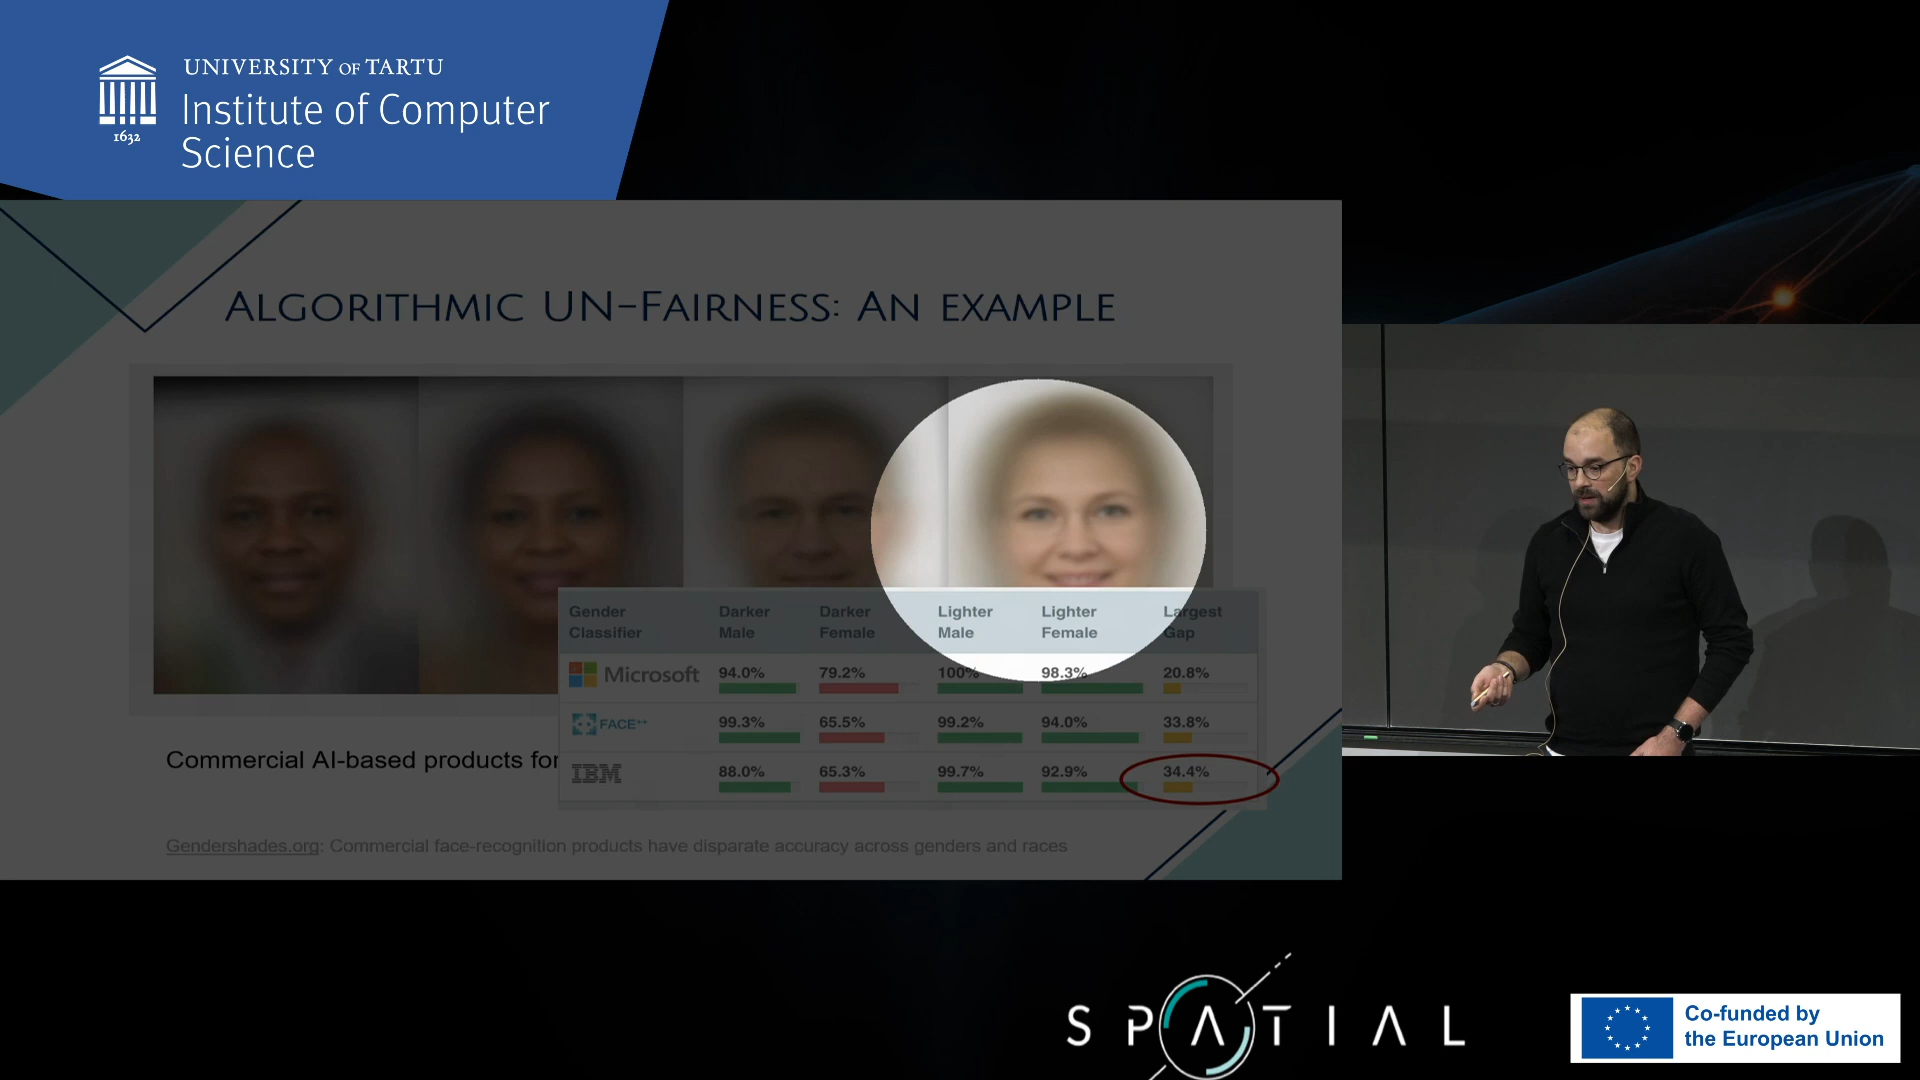 UNIVERSITY OF TARTU
Institute of Computer
Science
1632
ALGORITHMIC UN-FAIRNESS: AN EXAMPLE
Gender Classifier Darker Male Darker Female Lighter Male Lighter Female Largest Gap
Microsoft 94.0% 79.2% 100% 98.3% 20.8%
FACE++ 99.3% 65.5% 99.2% 94.0% 33.8%
IBM 88.0% 65.3% 99.7% 92.9% 34.4%
Commercial AI-based products for
Gendershades.org: Commercial face-recognition products have disparate accuracy across genders and races
SPATIAL
Co-funded by
the European Union